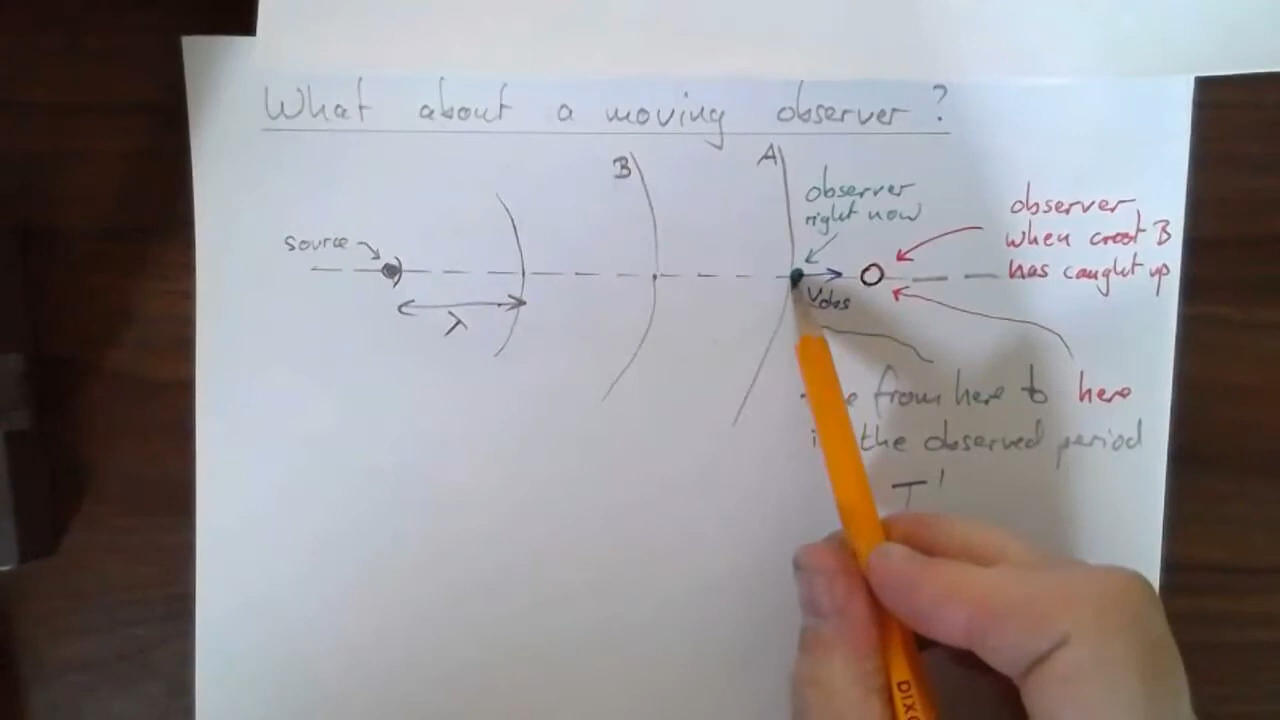 What about a moving observer?
B
A
source
λ
observer
right now
Vobs
observer
when crest B
has caught up
from here to here
the observed period
T'
DIXO